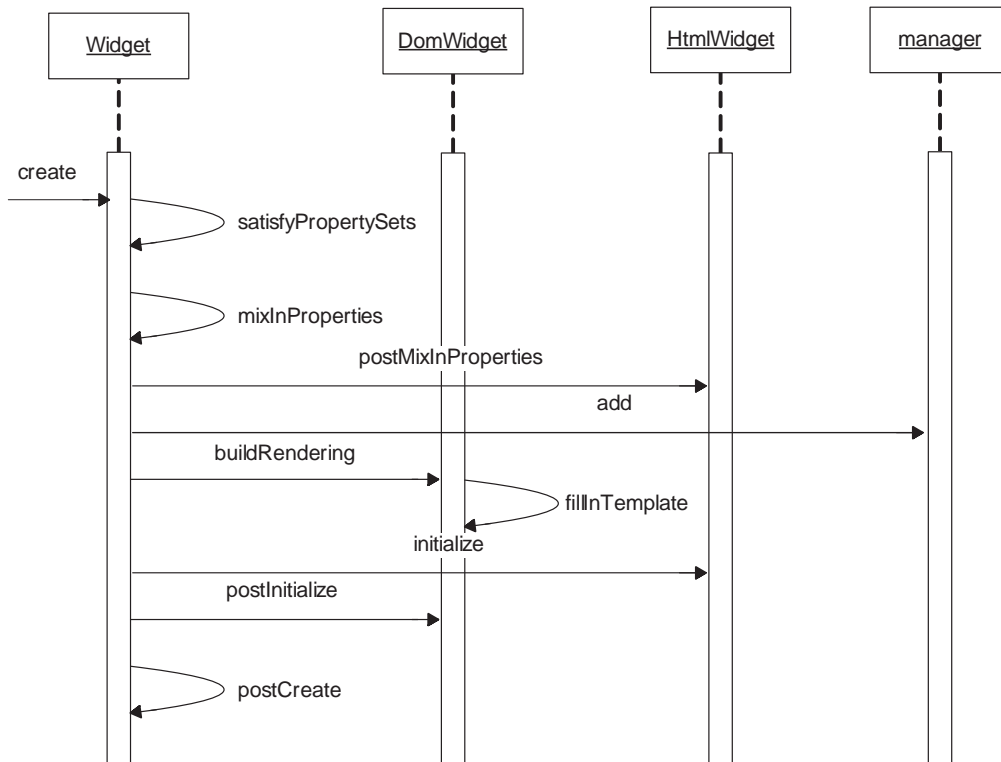 Widget
DomWidget
HtmlWidget
manager
create
satisfyPropertySets
mixInProperties
postMixInProperties
add
buildRendering
fillInTemplate
initialize
postInitialize
postCreate